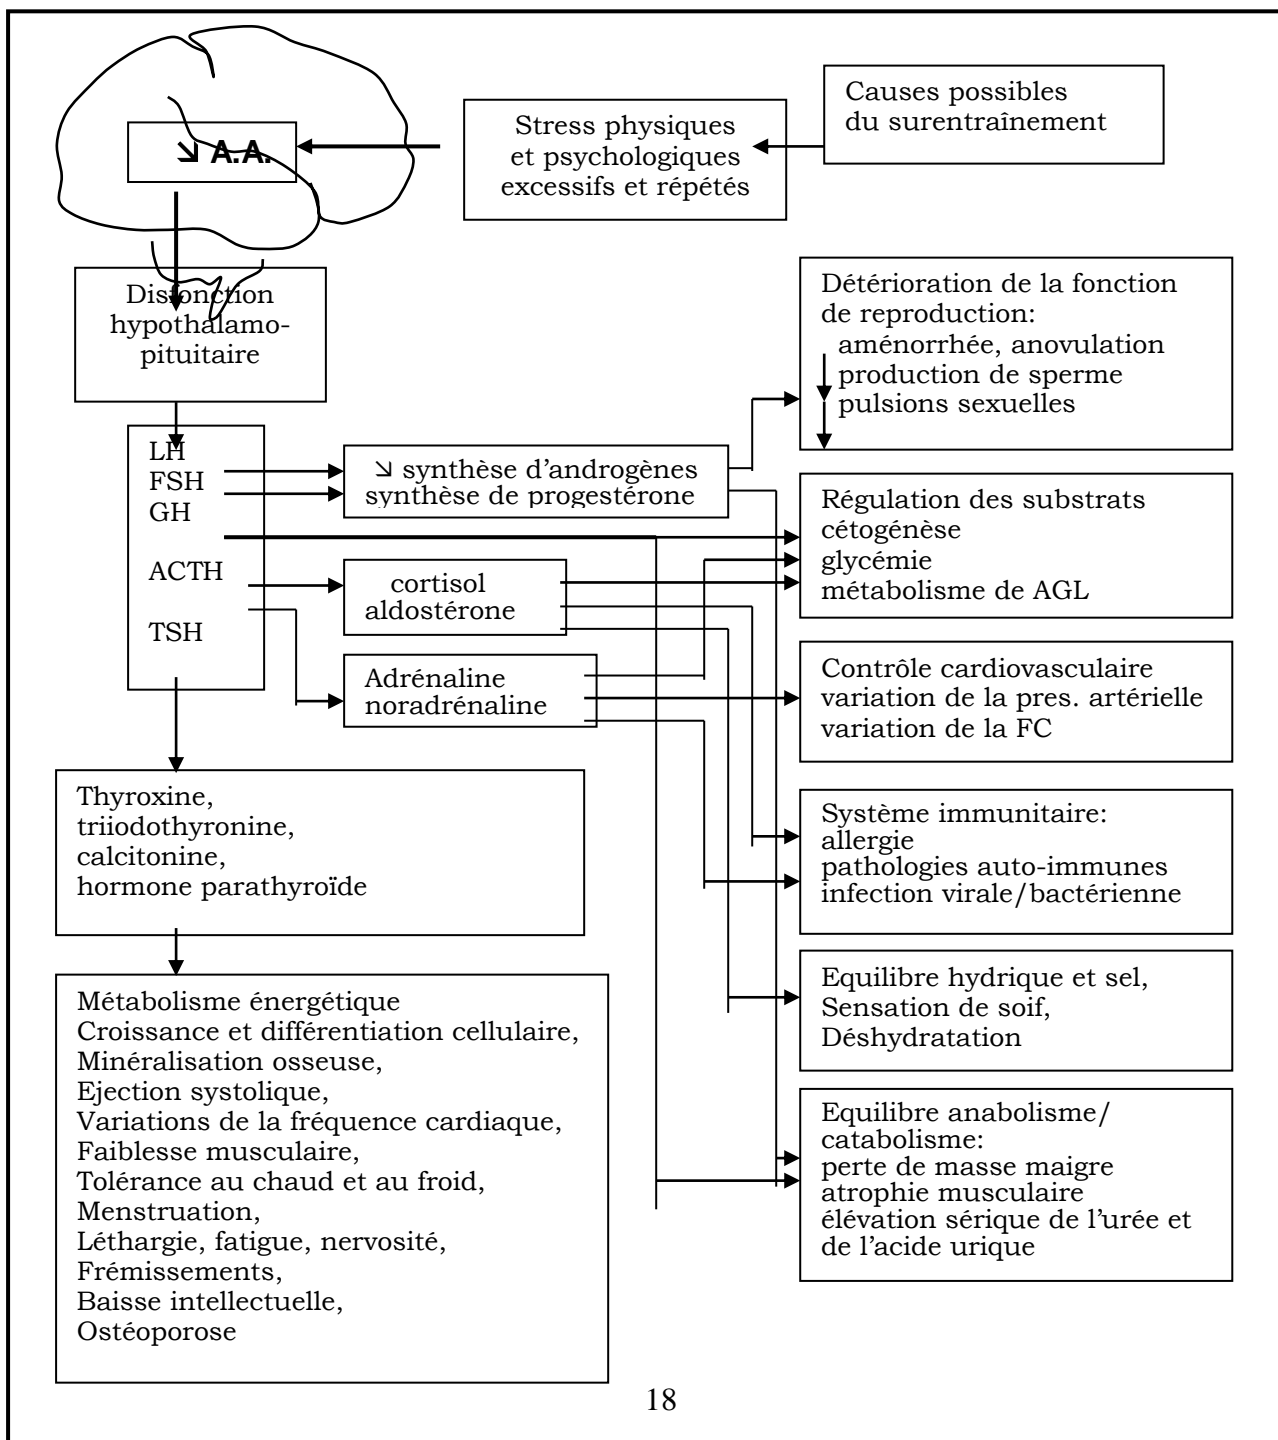 Causes possibles
du surentraînement
Stress physiques
et psychologiques
excessifs et répétés
↘ A.A.
Disfonction
hypothalamo-
pituitaire
LH
FSH
GH
ACTH
TSH
↘ synthèse d'androgènes
synthèse de progestérone
cortisol
aldostérone
Adrénaline
noradrénaline
Thyroxine,
triiodothyronine,
calcitonine,
hormone parathyroïde
Métabolisme énergétique
Croissance et différentiation cellulaire,
Minéralisation osseuse,
Ejection systolique,
Variations de la fréquence cardiaque,
Faiblesse musculaire,
Tolérance au chaud et au froid,
Menstruation,
Léthargie, fatigue, nervosité,
Frémissements,
Baisse intellectuelle,
Ostéoporose
Détérioration de la fonction
de reproduction:
aménorrhée, anovulation
production de sperme
pulsions sexuelles
Régulation des substrats
cétogénèse
glycémie
métabolisme de AGL
Contrôle cardiovasculaire
variation de la pres. artérielle
variation de la FC
Système immunitaire:
allergie
pathologies auto-immunes
infection virale/bactérienne
Equilibre hydrique et sel,
Sensation de soif,
Déshydratation
Equilibre anabolisme/
catabolisme:
perte de masse maigre
atrophie musculaire
élévation sérique de l'urée et
de l'acide urique
18